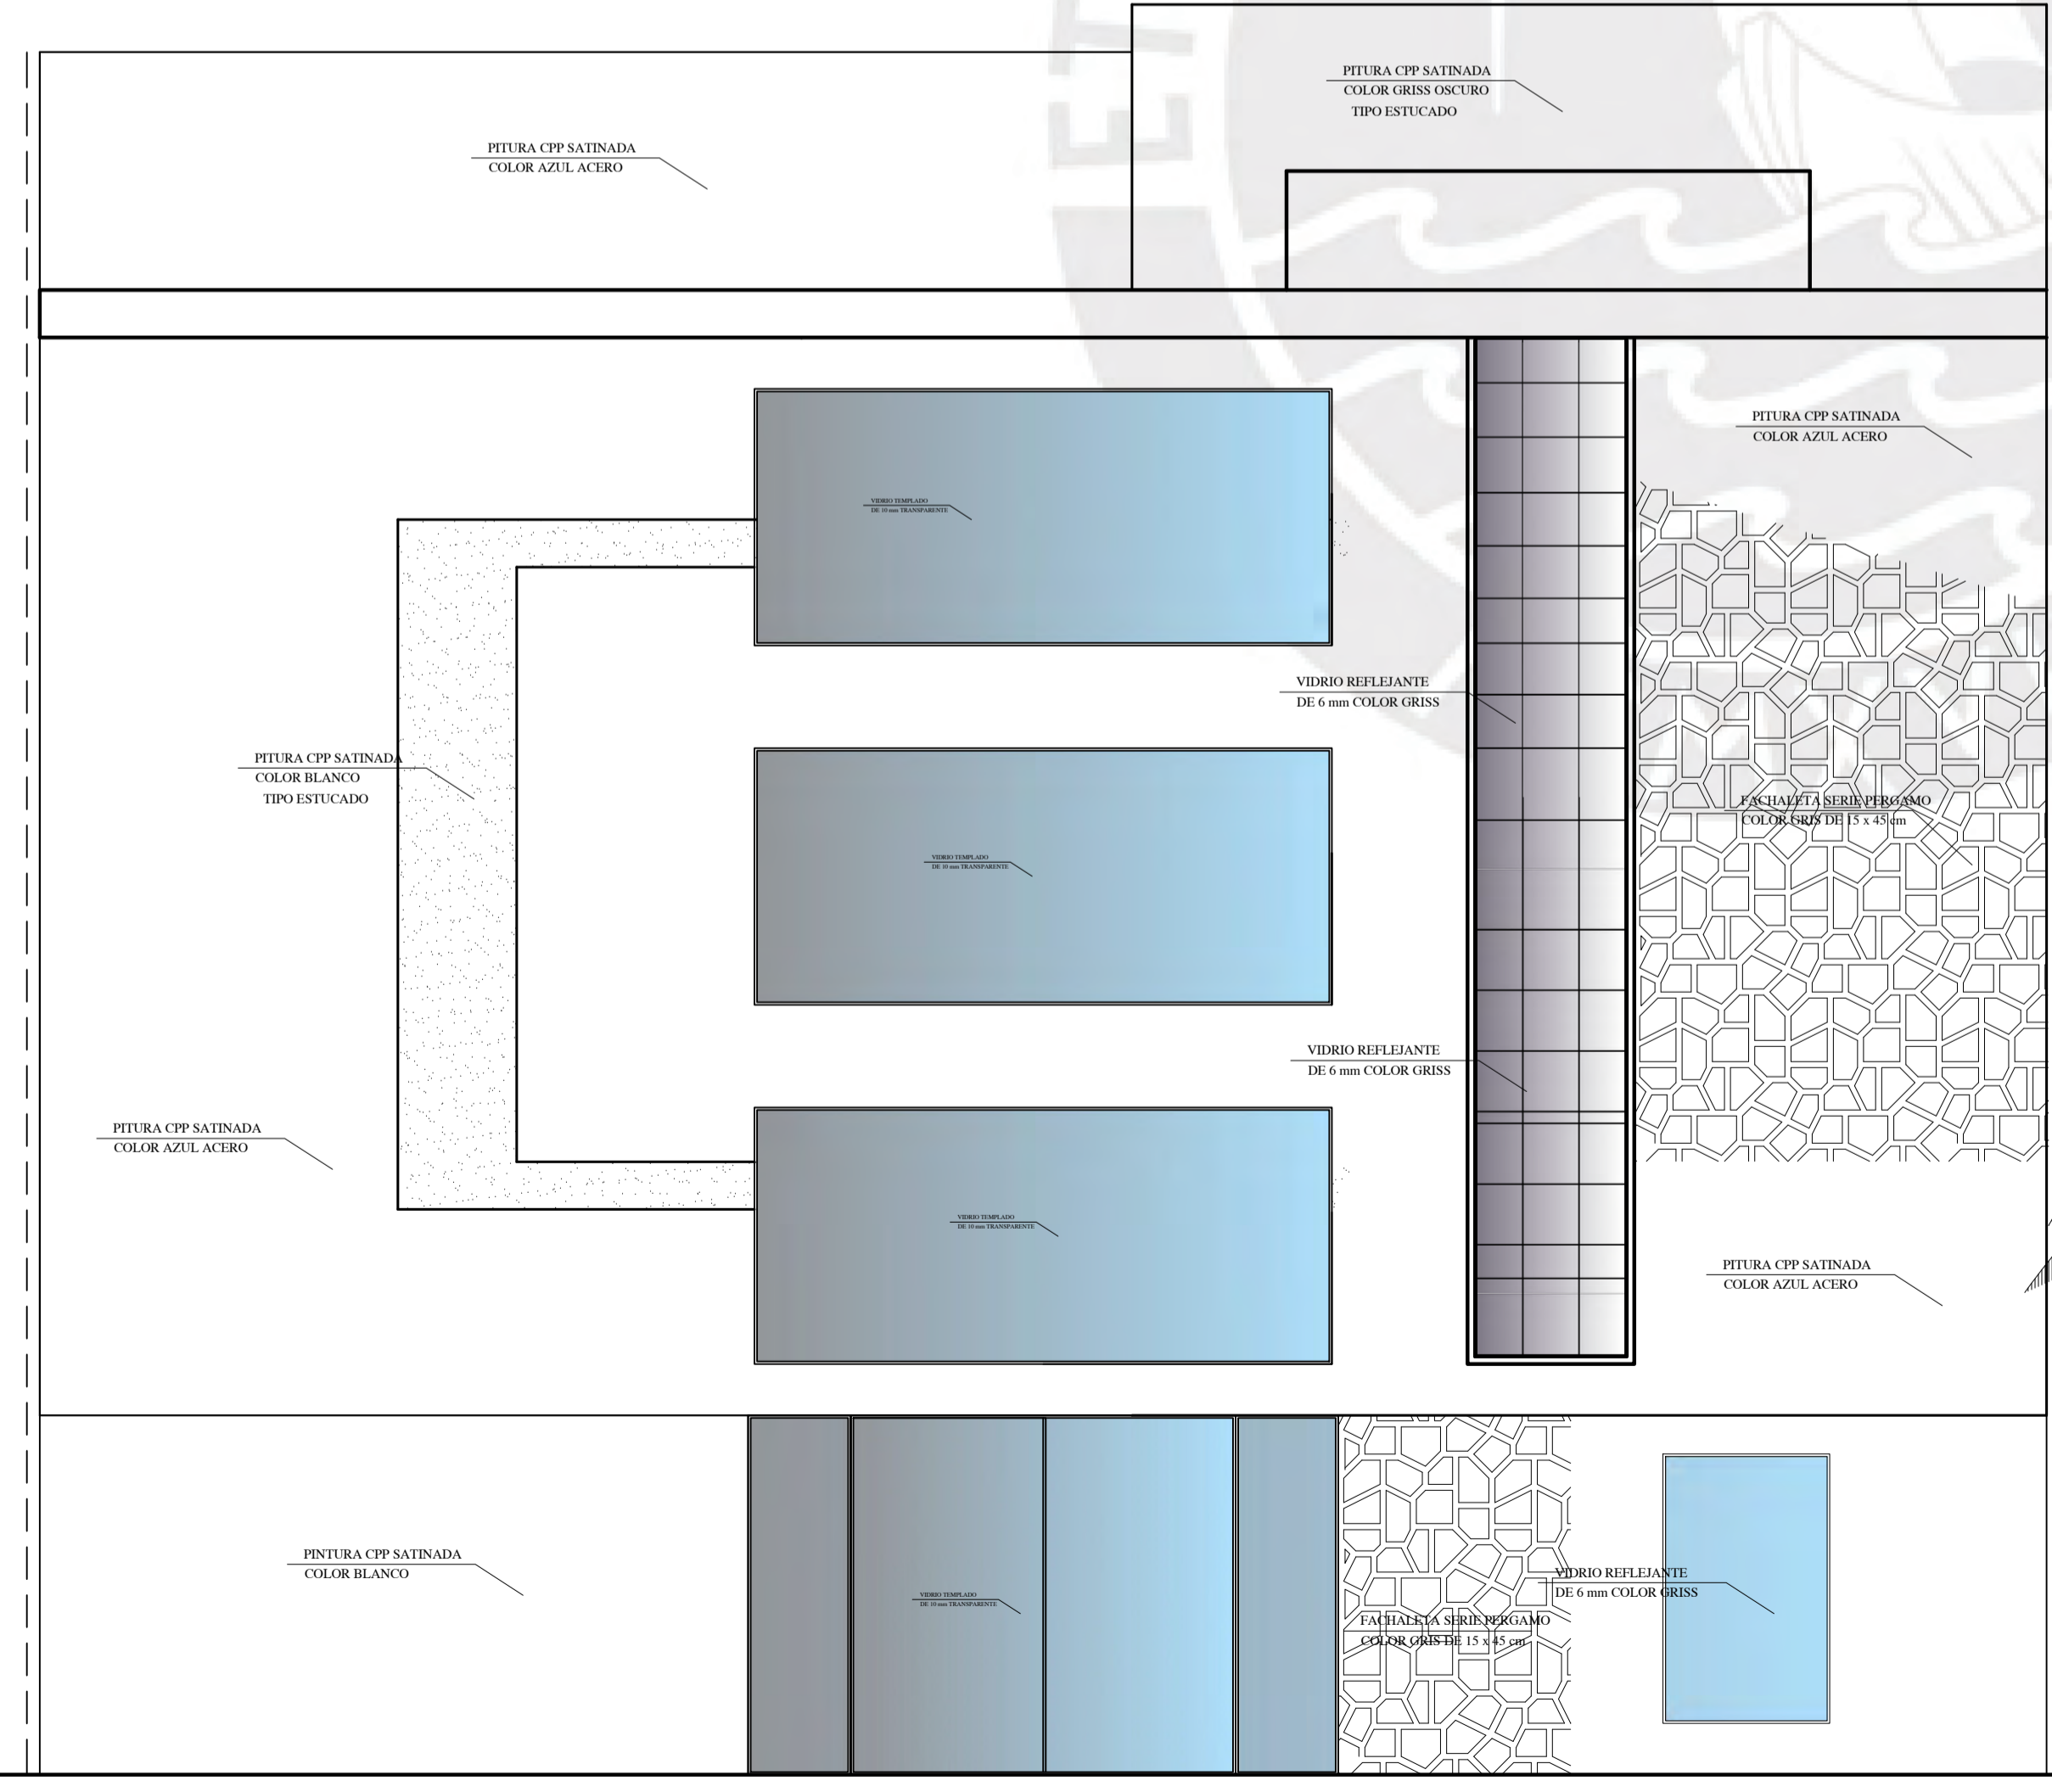 PITURA CPP SATINADA
COLOR GRISS OSCURO
TIPO ESTUCADO
PITURA CPP SATINADA
COLOR AZUL ACERO
PITURA CPP SATINADA
COLOR AZUL ACERO
VIDRIO TEMPLADO
DE 10 mm TRANSPARENTE
VIDRIO REFLEJANTE
DE 6 mm COLOR GRISS
PITURA CPP SATINADA
COLOR BLANCO
TIPO ESTUCADO
FACHALETA SERIE PERGAMO
COLOR GRIS DE 15 x 45 cm
VIDRIO TEMPLADO
DE 10 mm TRANSPARENTE
VIDRIO REFLEJANTE
DE 6 mm COLOR GRISS
PITURA CPP SATINADA
COLOR AZUL ACERO
VIDRIO TEMPLADO
DE 10 mm TRANSPARENTE
PITURA CPP SATINADA
COLOR AZUL ACERO
PINTURA CPP SATINADA
COLOR BLANCO
VIDRIO TEMPLADO
DE 10 mm TRANSPARENTE
VIDRIO REFLEJANTE
DE 6 mm COLOR GRISS
FACHALETA SERIE PERGAMO
COLOR GRIS DE 15 x 45 cm